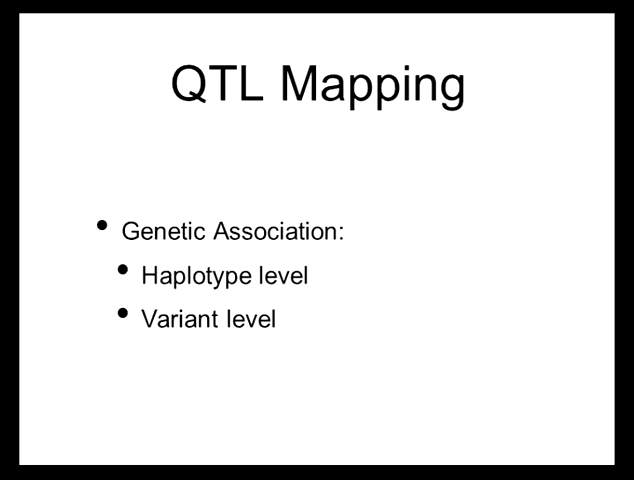 QTL Mapping
• Genetic Association:
• Haplotype level
• Variant level